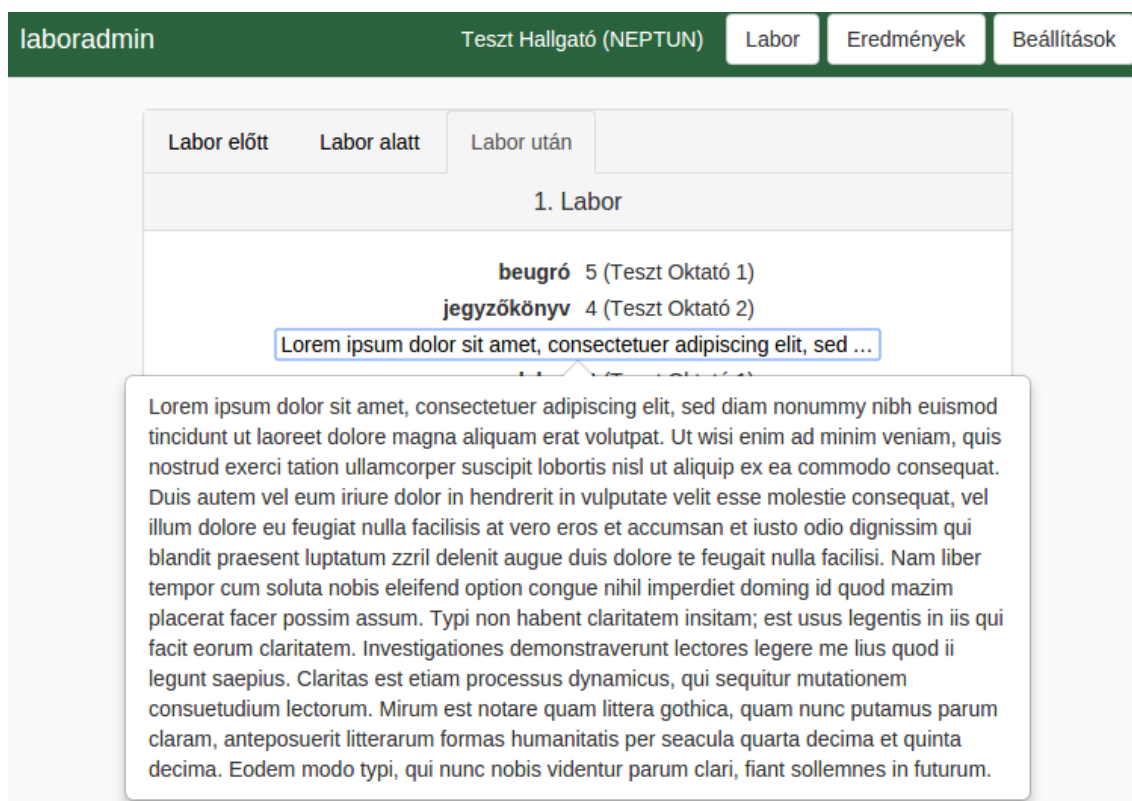 laboradmin
Teszt Hallgató (NEPTUN)
Labor
Eredmények
Beállítások
Labor előtt
Labor alatt
Labor után
1. Labor
beugró 5 (Teszt Oktató 1)
jegyzőkönyv 4 (Teszt Oktató 2)
Lorem ipsum dolor sit amet, consectetuer adipiscing elit, sed …
Lorem ipsum dolor sit amet, consectetuer adipiscing elit, sed diam nonummy nibh euismod
tincidunt ut laoreet dolore magna aliquam erat volutpat. Ut wisi enim ad minim veniam, quis
nostrud exerci tation ullamcorper suscipit lobortis nisl ut aliquip ex ea commodo consequat.
Duis autem vel eum iriure dolor in hendrerit in vulputate velit esse molestie consequat, vel
illum dolore eu feugiat nulla facilisis at vero eros et accumsan et iusto odio dignissim qui
blandit praesent luptatum zzril delenit augue duis dolore te feugait nulla facilisi. Nam liber
tempor cum soluta nobis eleifend option congue nihil imperdiet doming id quod mazim
placerat facer possim assum. Typi non habent claritatem insitam; est usus legentis in iis qui
facit eorum claritatem. Investigationes demonstraverunt lectores legere me lius quod ii
legunt saepius. Claritas est etiam processus dynamicus, qui sequitur mutationem
consuetudium lectorum. Mirum est notare quam littera gothica, quam nunc putamus parum
claram, anteposuerit litterarum formas humanitatis per seacula quarta decima et quinta
decima. Eodem modo typi, qui nunc nobis videntur parum clari, fiant sollemnes in futurum.